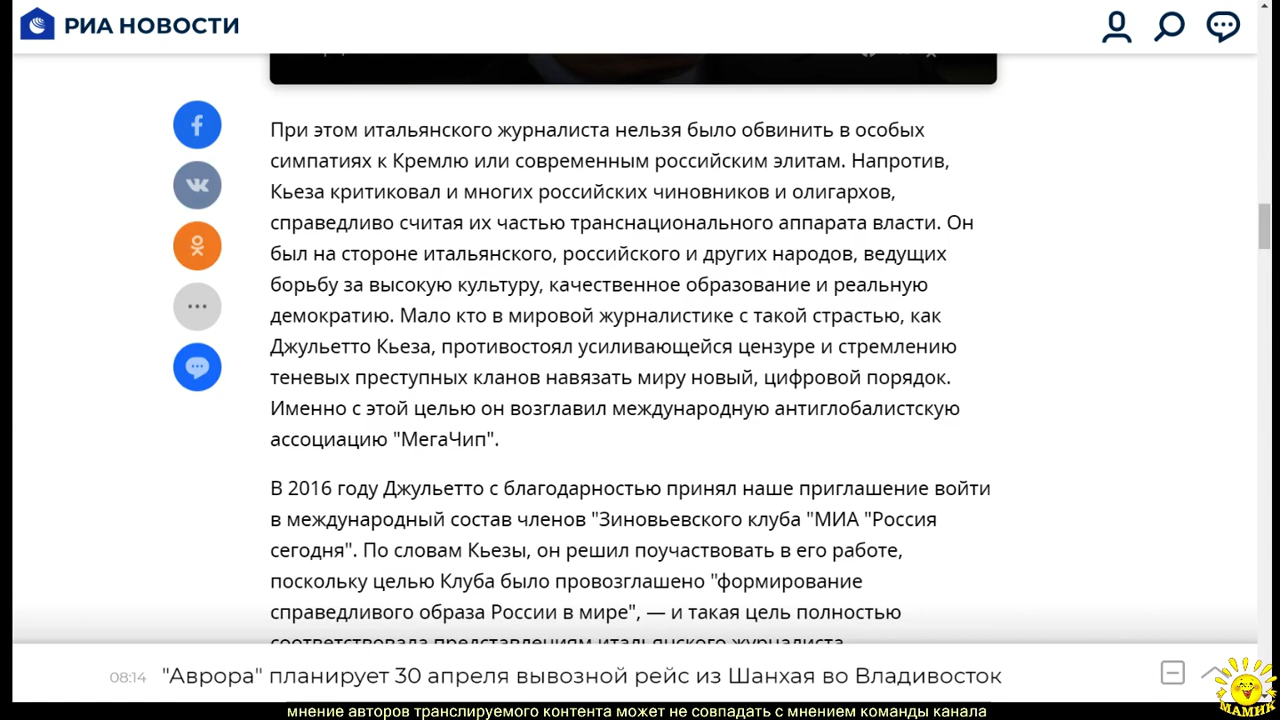 РИА НОВОСТИ
При этом итальянского журналиста нельзя было обвинить в особых
симпатиях к Кремлю или современным российским элитам. Напротив,
Кьеза критиковал и многих российских чиновников и олигархов,
справедливо считая их частью транснационального аппарата власти. Он
был на стороне итальянского, российского и других народов, ведущих
борьбу за высокую культуру, качественное образование и реальную
демократию. Мало кто в мировой журналистике с такой страстью, как
Джульетто Кьеза, противостоял усиливающейся цензуре и стремлению
теневых преступных кланов навязать миру новый, цифровой порядок.
Именно с этой целью он возглавил международную антиглобалистскую
ассоциацию "МегаЧип".
В 2016 году Джульетто с благодарностью принял наше приглашение войти
в международный состав членов "Зиновьевского клуба "МИА "Россия
сегодня". По словам Кьезы, он решил поучаствовать в его работе,
поскольку целью Клуба было провозглашено "формирование
справедливого образа России в мире", — и такая цель полностью
соответствовала представлениям итальянского журналиста
08:14 "Аврора" планирует 30 апреля вывозной рейс из Шанхая во Владивосток
МАМИК
мнение авторов транслируемого контента может не совпадать с мнением команды канала